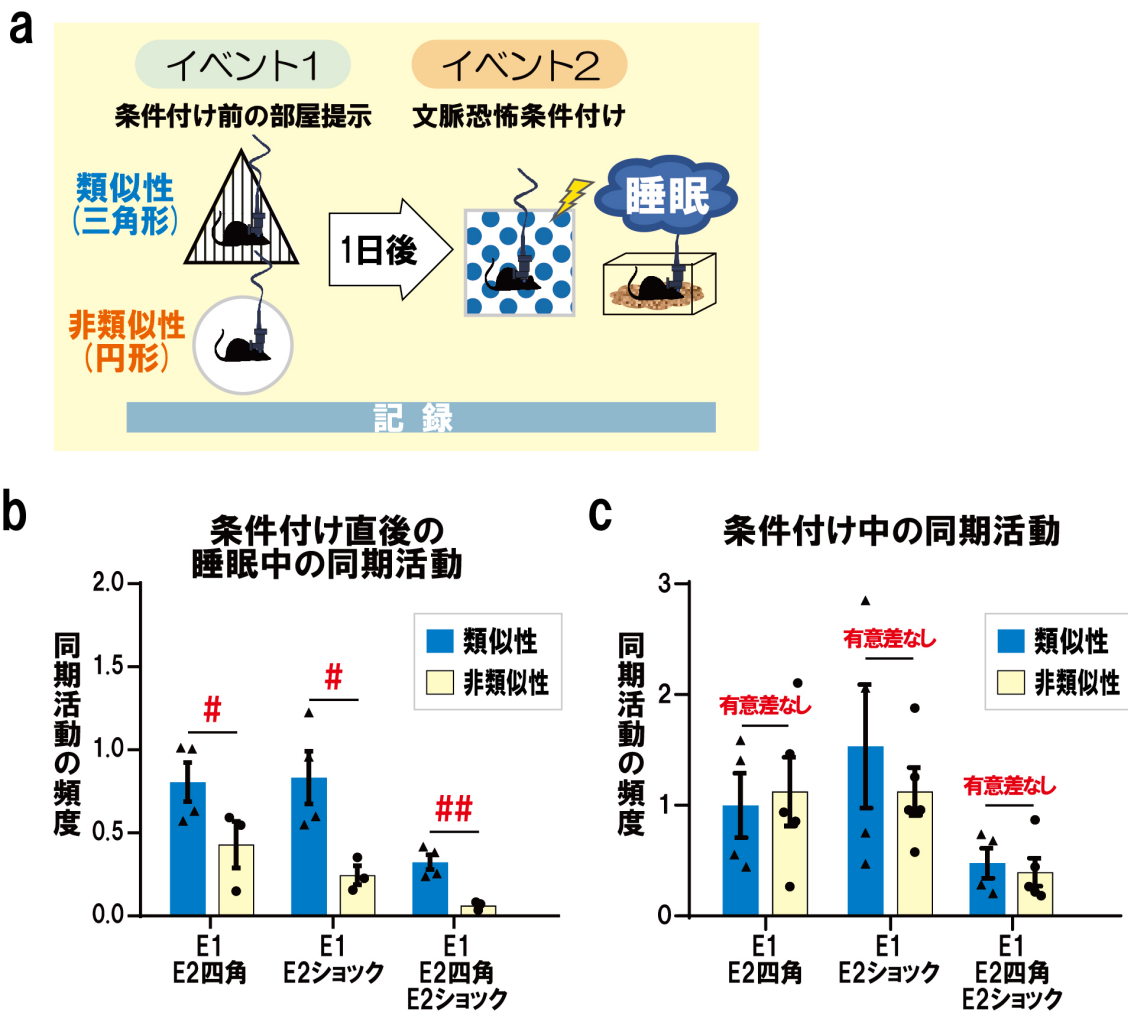 a
イベント1
イベント2
条件付け前の部屋提示
文脈恐怖条件付け
類似性
(三角形)
1日後
睡眠
非類似性
(円形)
記 録
b
条件付け直後の
睡眠中の同期活動
同期活動の頻度
2.0
1.5
1.0
0.5
0.0
類似性
非類似性
#
#
##
E1
E2四角
E1
E2ショック
E1
E2四角
E2ショック
c
条件付け中の同期活動
同期活動の頻度
3
2
1
0
類似性
非類似性
有意差なし
有意差なし
有意差なし
E1
E2四角
E1
E2ショック
E1
E2四角
E2ショック